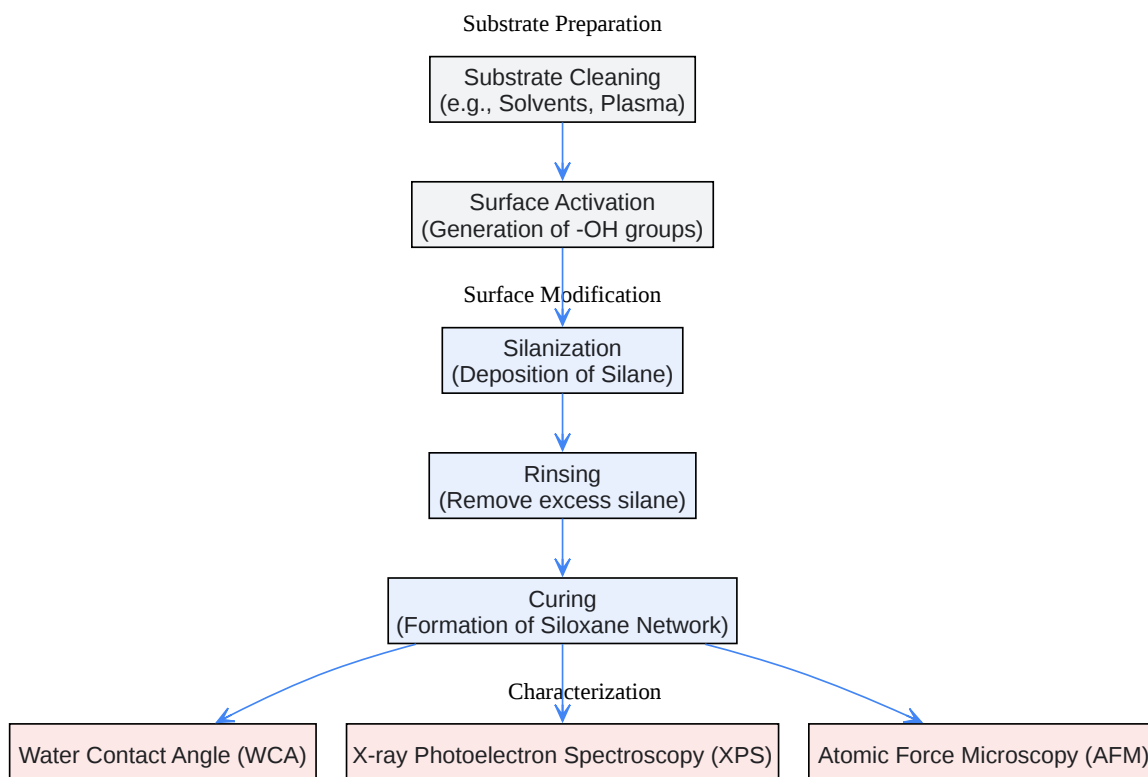 Substrate Preparation
Substrate Cleaning
(e.g., Solvents, Plasma)
Surface Activation
(Generation of -OH groups)
Surface Modification
Silanization
(Deposition of Silane)
Rinsing
(Remove excess silane)
Curing
(Formation of Siloxane Network)
Characterization
Water Contact Angle (WCA)
X-ray Photoelectron Spectroscopy (XPS)
Atomic Force Microscopy (AFM)